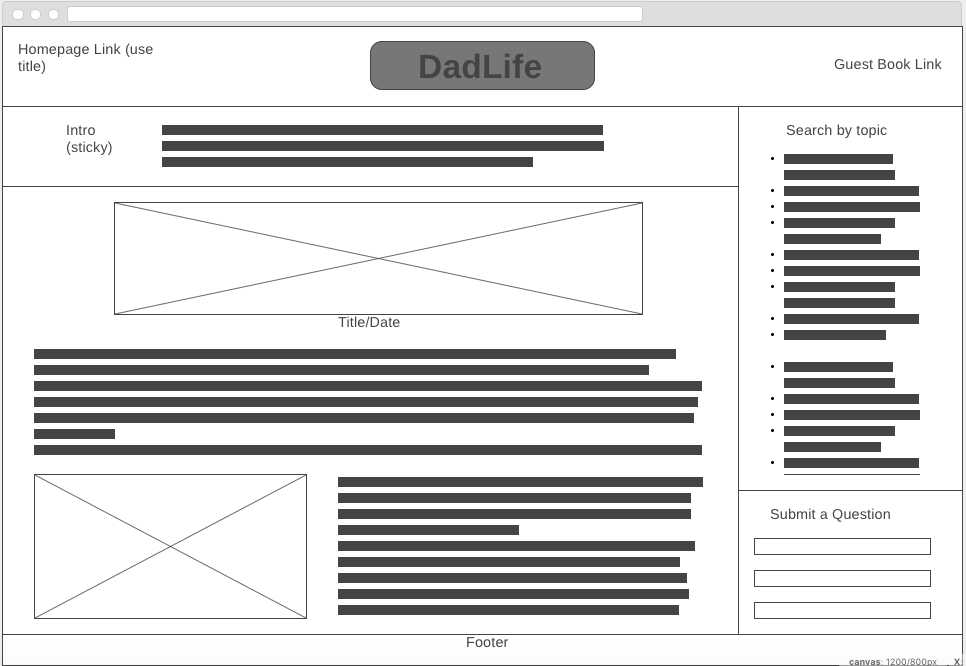 Homepage Link (use
title)
DadLife
Guest Book Link
Intro
(sticky)
Search by topic
Title/Date
Submit a Question
Footer
canvas: 1200/800px
X